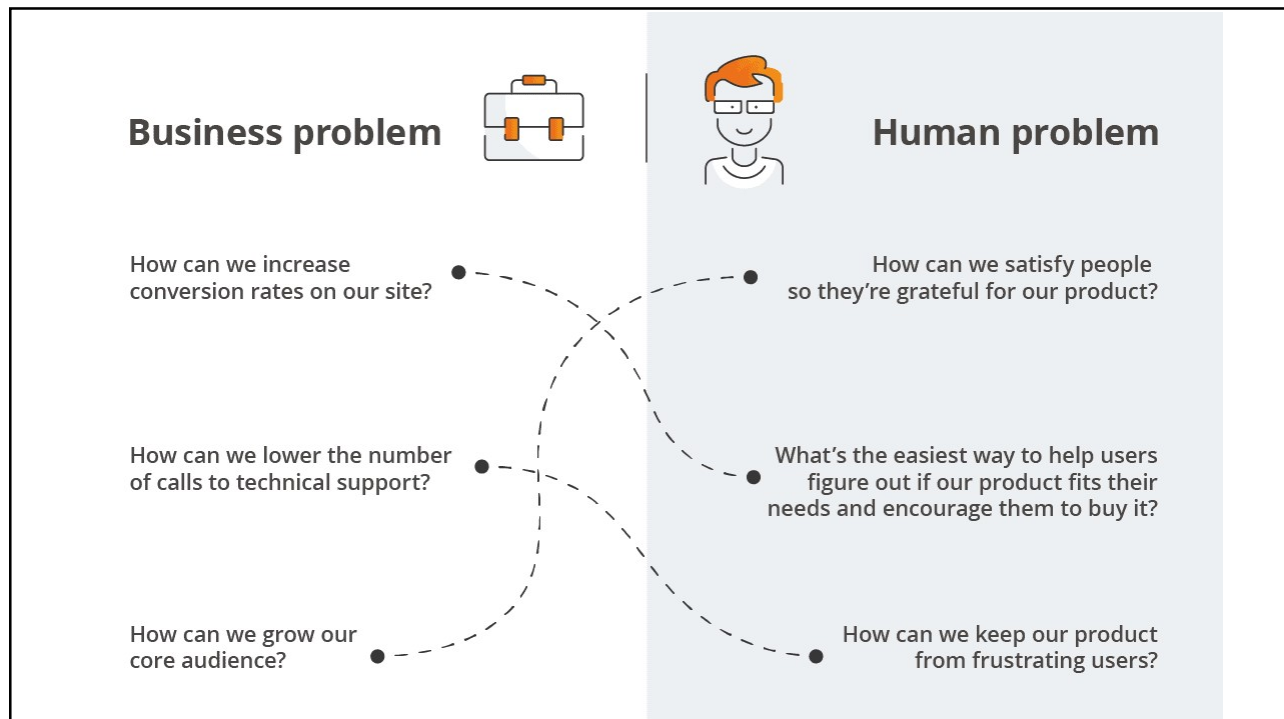 Business problem
Human problem
How can we increase
conversion rates on our site?
How can we satisfy people
so they’re grateful for our product?
How can we lower the number
of calls to technical support?
What’s the easiest way to help users
figure out if our product fits their
needs and encourage them to buy it?
How can we grow our
core audience?
How can we keep our product
from frustrating users?